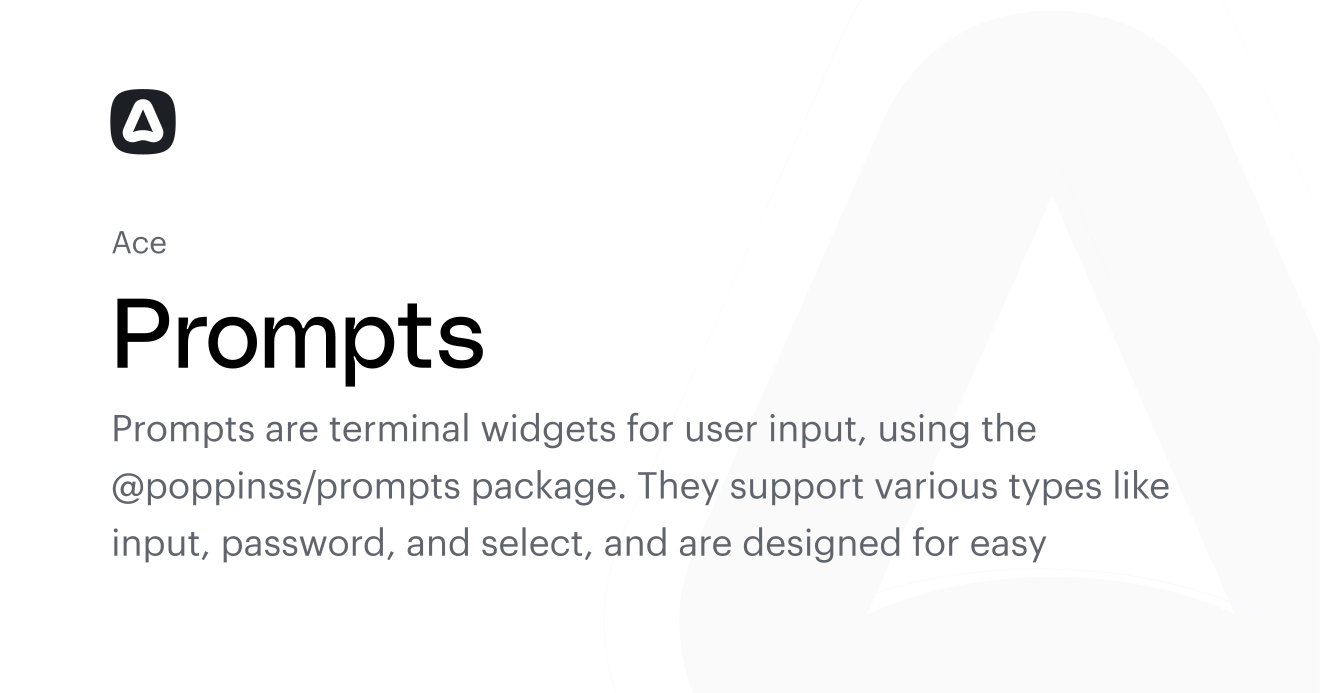 Ace
Prompts
Prompts are terminal widgets for user input, using the
@poppinss/prompts package. They support various types like
input, password, and select, and are designed for easy